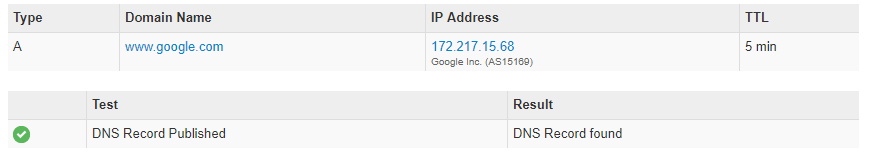 Type Domain Name IP Address TTL
A www.google.com 172.217.15.68 5 min
Google Inc. (AS15169)
Test Result
DNS Record Published DNS Record found